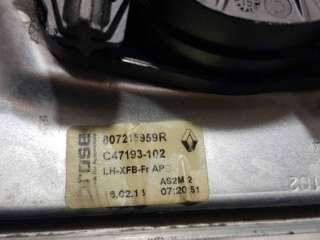 807215959R
C47193-102
LH-XFB-Fr AP
AS2M 2
07:20 51